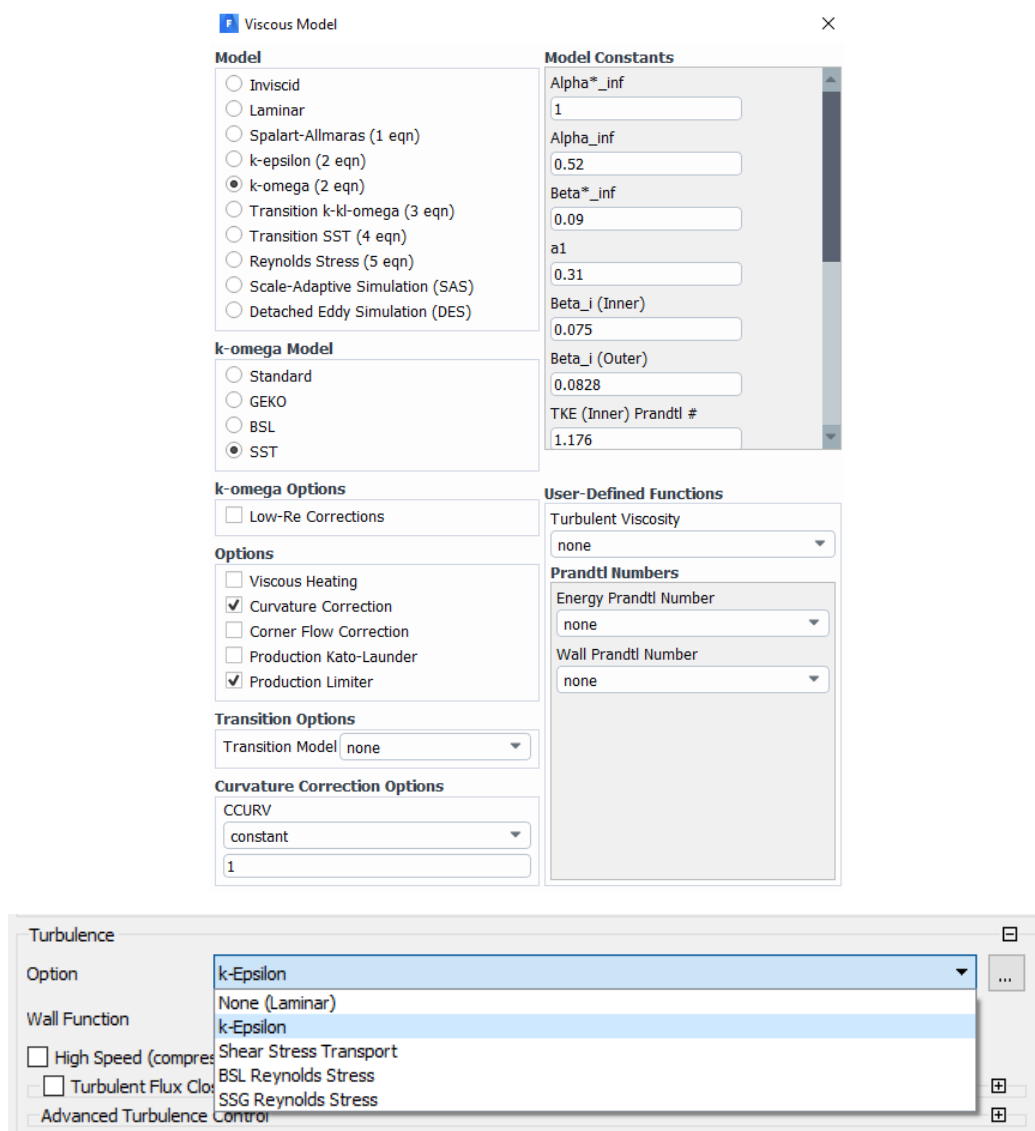 F Viscous Model
Model
Inviscid
Laminar
Spalart-Allmaras (1 eqn)
k-epsilon (2 eqn)
k-omega (2 eqn)
Transition k-kl-omega (3 eqn)
Transition SST (4 eqn)
Reynolds Stress (5 eqn)
Scale-Adaptive Simulation (SAS)
Detached Eddy Simulation (DES)
k-omega Model
Standard
GEKO
BSL
SST
k-omega Options
Low-Re Corrections
Options
Viscous Heating
Curvature Correction
Corner Flow Correction
Production Kato-Launder
Production Limiter
Transition Options
Transition Model none
Curvature Correction Options
CCURV
constant
1
Model Constants
Alpha*_inf
1
Alpha_inf
0.52
Beta*_inf
0.09
a1
0.31
Beta_i (Inner)
0.075
Beta_i (Outer)
0.0828
TKE (Inner) Prandtl #
1.176
User-Defined Functions
Turbulent Viscosity
none
Prandtl Numbers
Energy Prandtl Number
none
Wall Prandtl Number
none
Turbulence
Option k-Epsilon ...
None (Laminar)
Wall Function
k-Epsilon
High Speed (compres
Shear Stress Transport
BSL Reynolds Stress
Turbulent Flux Clo
SSG Reynolds Stress
Advanced Turbulence Control